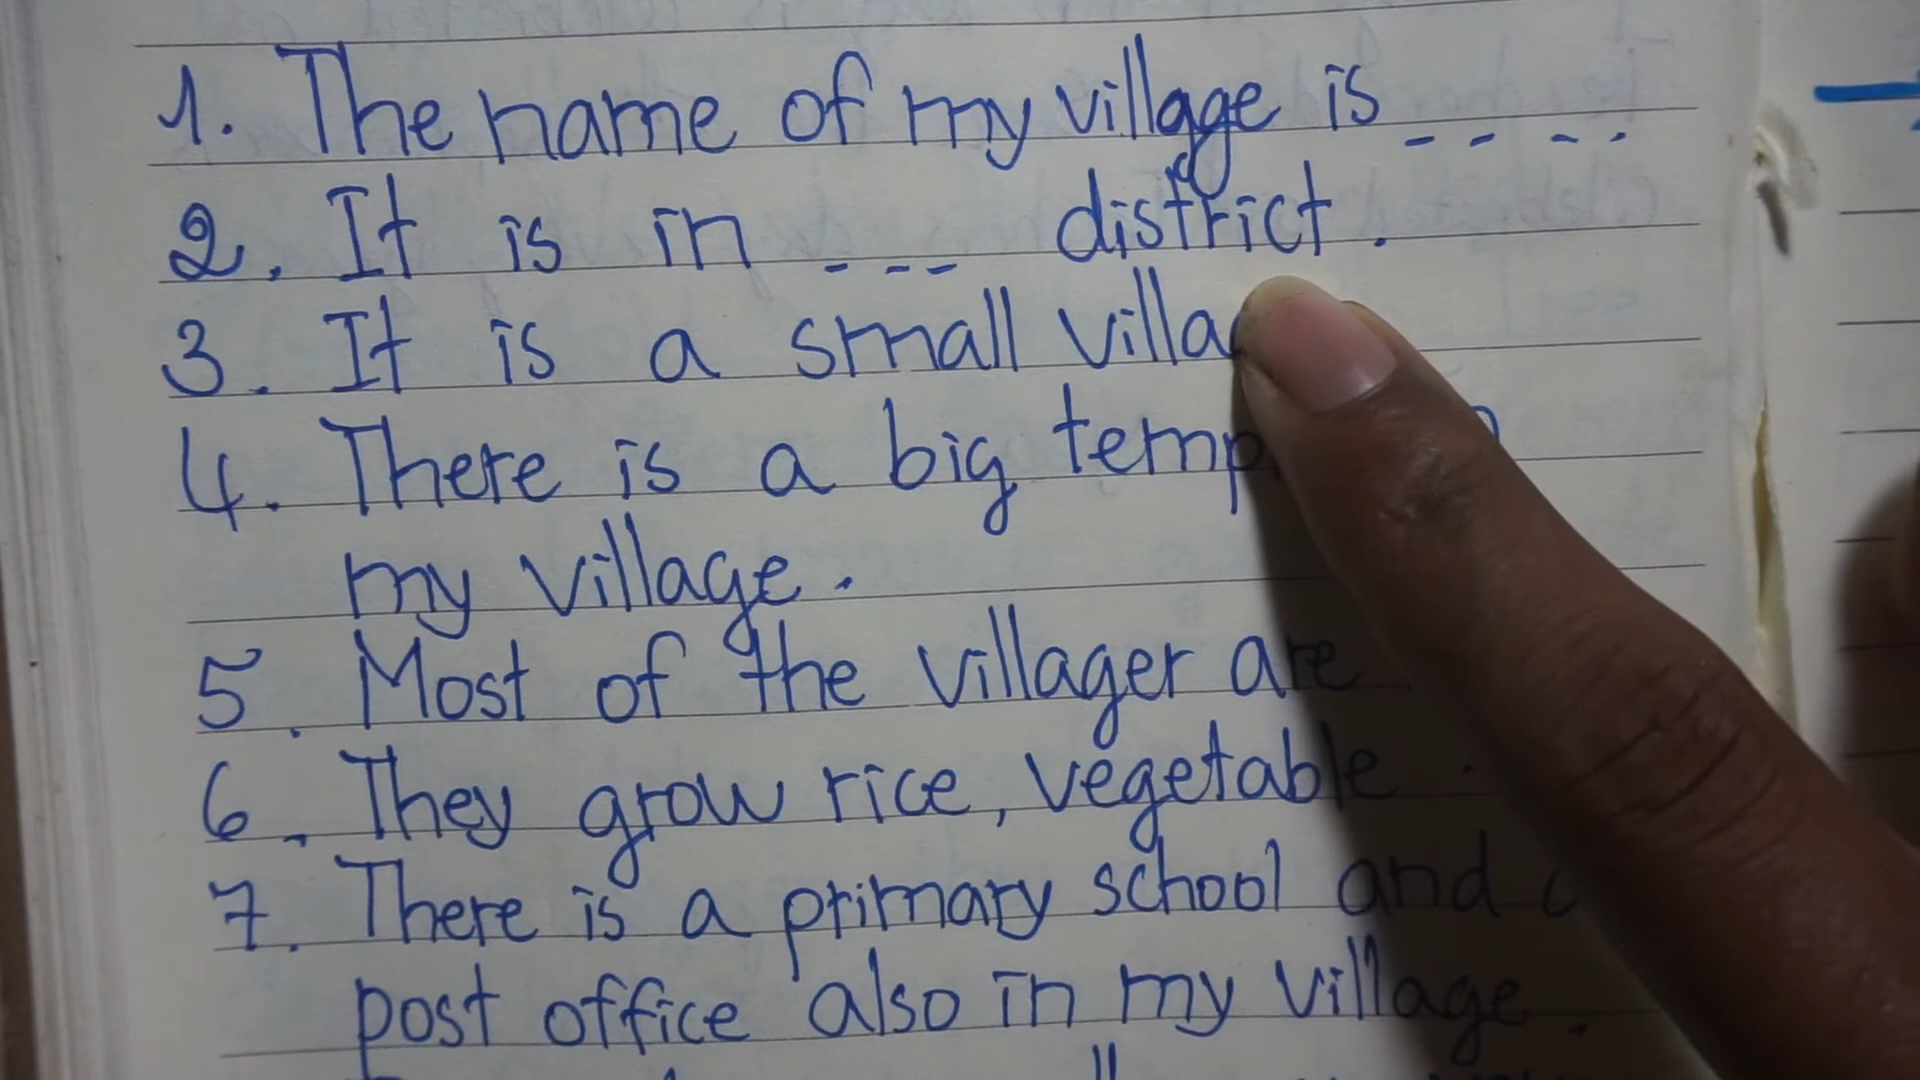 1. The name of my village is - - - -
2. It is in - - - district.
3. It is a small
4. There is a big
my village.
5. Most of the villager are
6. They grow rice, vegetable
7. There is a primary school and
post office also in my village.